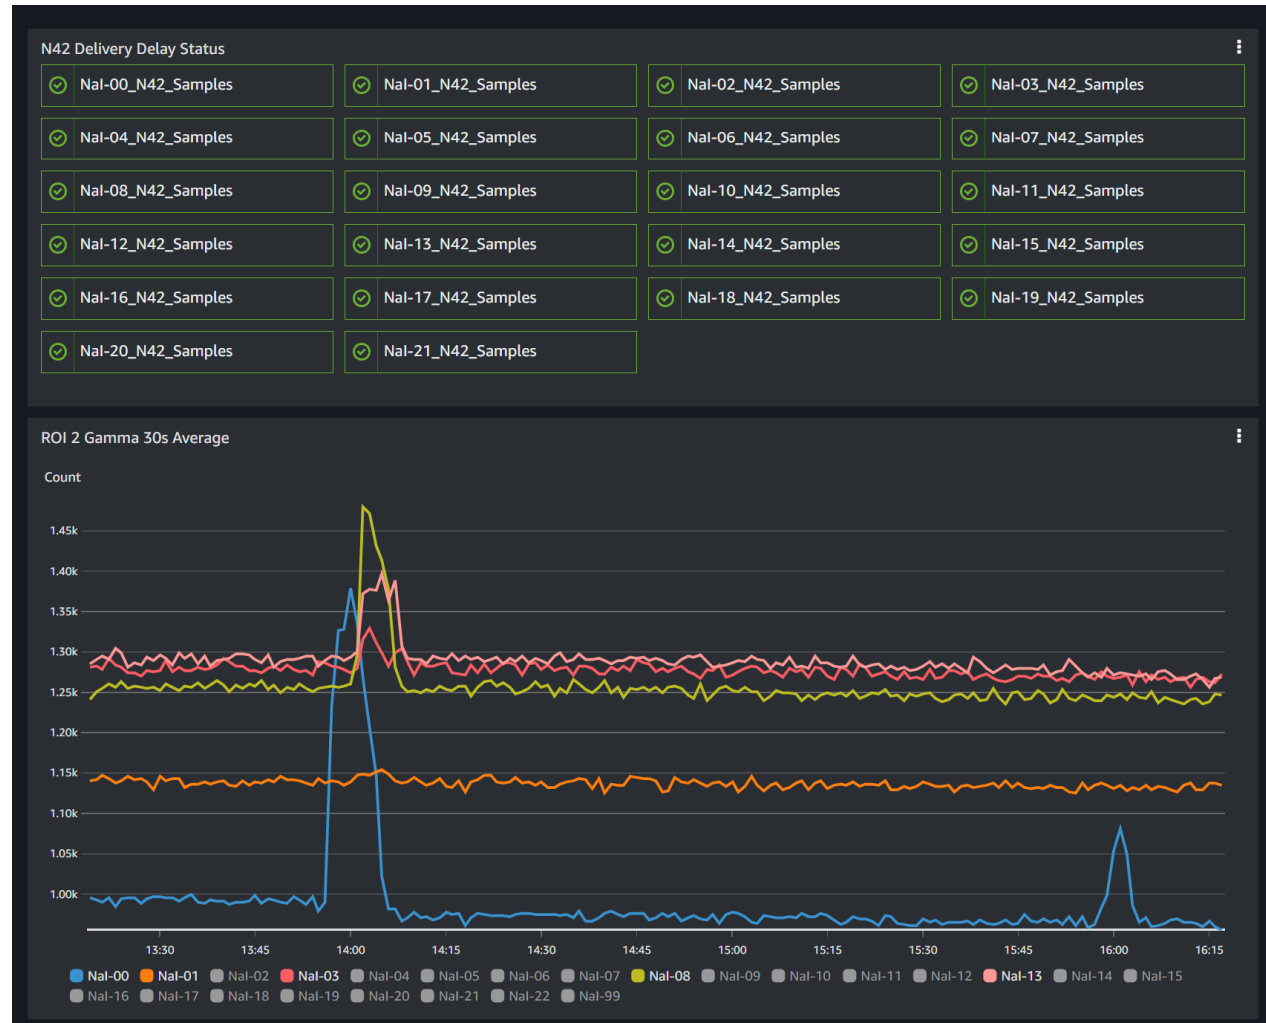 N42 Delivery Delay Status
NaI-00_N42_Samples NaI-01_N42_Samples NaI-02_N42_Samples NaI-03_N42_Samples
NaI-04_N42_Samples NaI-05_N42_Samples NaI-06_N42_Samples NaI-07_N42_Samples
NaI-08_N42_Samples NaI-09_N42_Samples NaI-10_N42_Samples NaI-11_N42_Samples
NaI-12_N42_Samples NaI-13_N42_Samples NaI-14_N42_Samples NaI-15_N42_Samples
NaI-16_N42_Samples NaI-17_N42_Samples NaI-18_N42_Samples NaI-19_N42_Samples
NaI-20_N42_Samples NaI-21_N42_Samples
ROI 2 Gamma 30s Average
Count
1.45k
1.40k
1.35k
1.30k
1.25k
1.20k
1.15k
1.10k
1.05k
1.00k
13:30 13:45 14:00 14:15 14:30 14:45 15:00 15:15 15:30 15:45 16:00 16:15
NaI-00 NaI-01 NaI-02 NaI-03 NaI-04 NaI-05 NaI-06 NaI-07 NaI-08 NaI-09 NaI-10 NaI-11 NaI-12 NaI-13 NaI-14 NaI-15
NaI-16 NaI-17 NaI-18 NaI-19 NaI-20 NaI-21 NaI-22 NaI-99